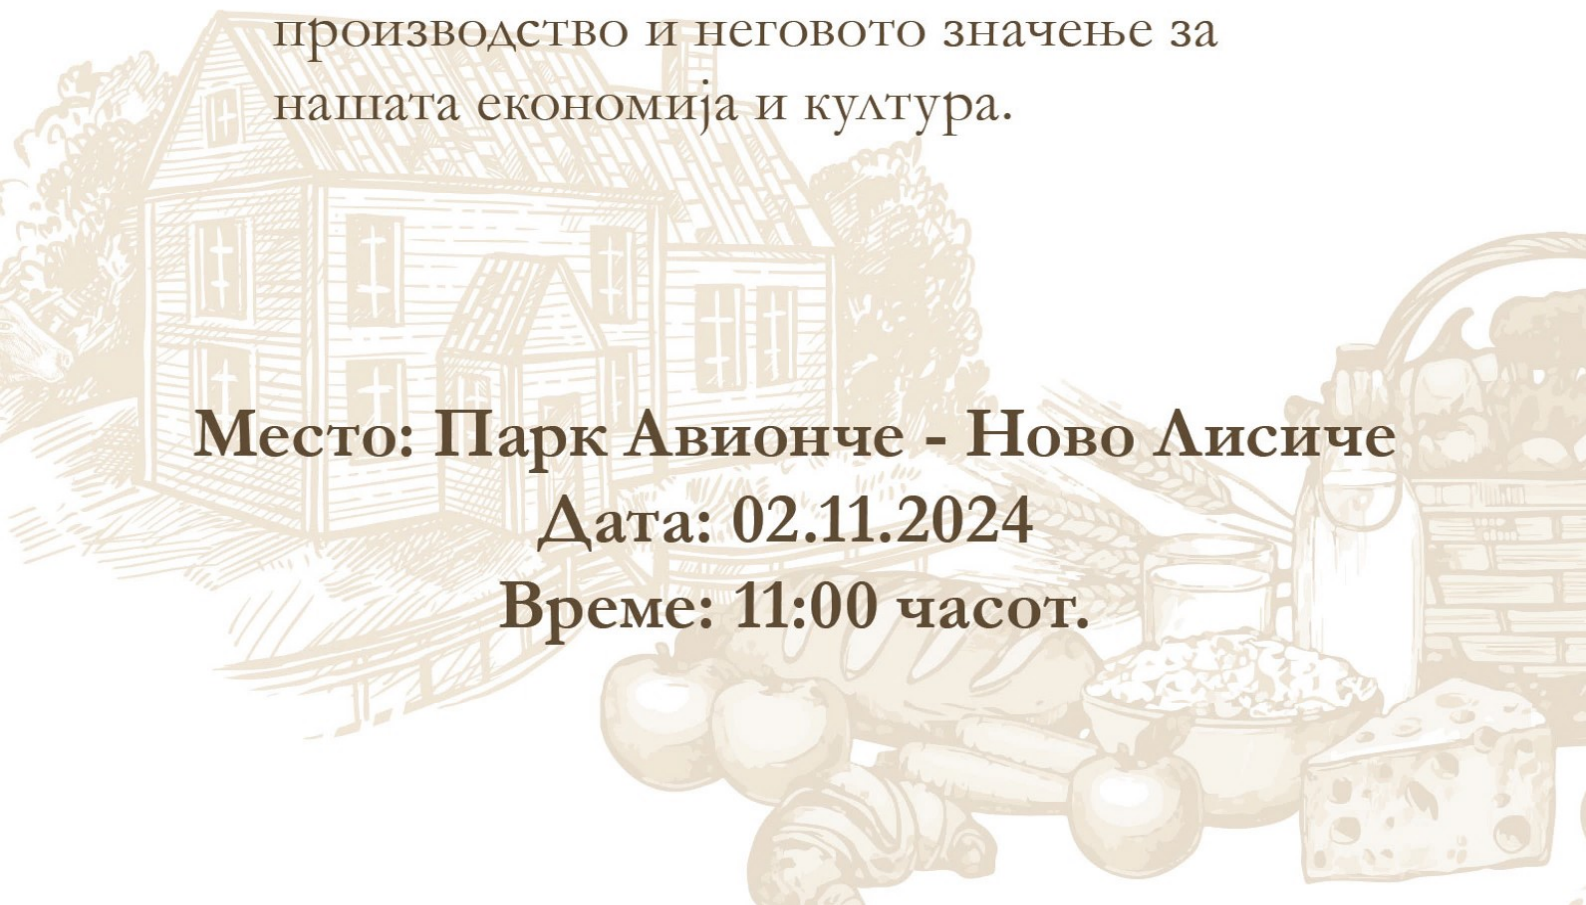 производство и неговото значење за
нашата економија и култура.
Место: Парк Авионче - Ново Лисиче
Дата: 02.11.2024
Време: 11:00 часот.